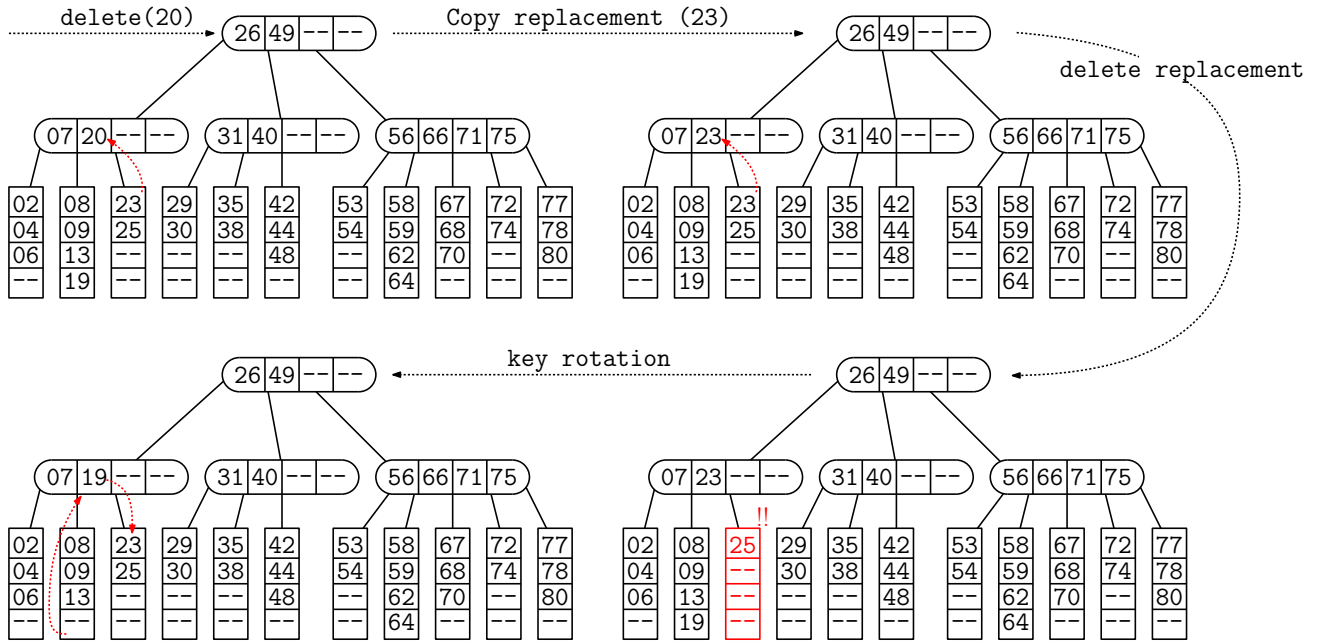 delete(20)
26 49 -- --
Copy replacement (23)
26 49 -- --
delete replacement
07 20 -- --
31 40 -- --
56 66 71 75
07 23 -- --
31 40 -- --
56 66 71 75
02 08 23 29 35 42 53 58 67 72 77
04 09 25 30 38 44 54 59 68 74 78
06 13 -- -- -- 48 -- 62 70 -- 80
-- 19 -- -- -- -- -- 64 -- -- --
02 08 23 29 35 42 53 58 67 72 77
04 09 25 30 38 44 54 59 68 74 78
06 13 -- -- -- 48 -- 62 70 -- 80
-- 19 -- -- -- -- -- 64 -- -- --
26 49 -- --
key rotation
26 49 -- --
07 19 -- --
31 40 -- --
56 66 71 75
07 23 -- --
31 40 -- --
56 66 71 75
02 08 23 29 35 42 53 58 67 72 77
04 09 25 30 38 44 54 59 68 74 78
06 13 -- -- -- 48 -- 62 70 -- 80
-- -- -- -- -- -- -- 64 -- -- --
!!
02 08 25 29 35 42 53 58 67 72 77
04 09 -- 30 38 44 54 59 68 74 78
06 13 -- -- -- 48 -- 62 70 -- 80
-- 19 -- -- -- -- -- 64 -- -- --